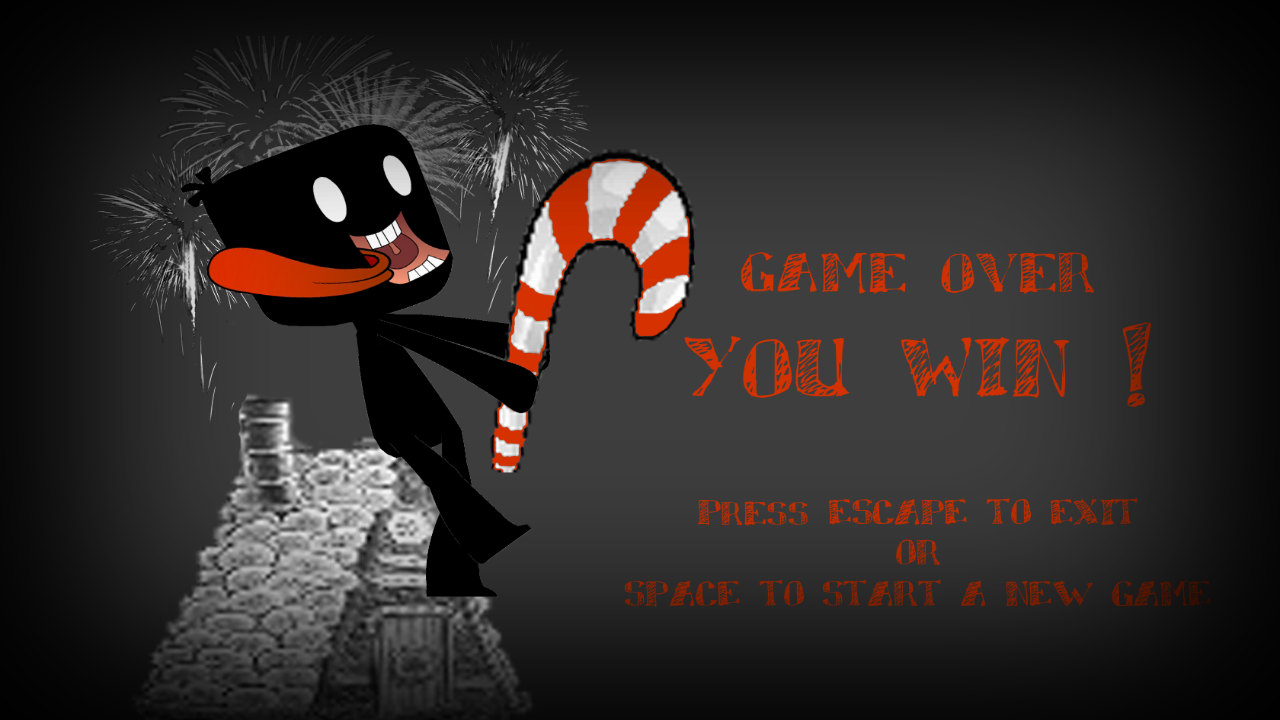 GAME OVER
YOU WIN !
PRESS ESCAPE TO EXIT
OR
SPACE TO START A NEW GAME